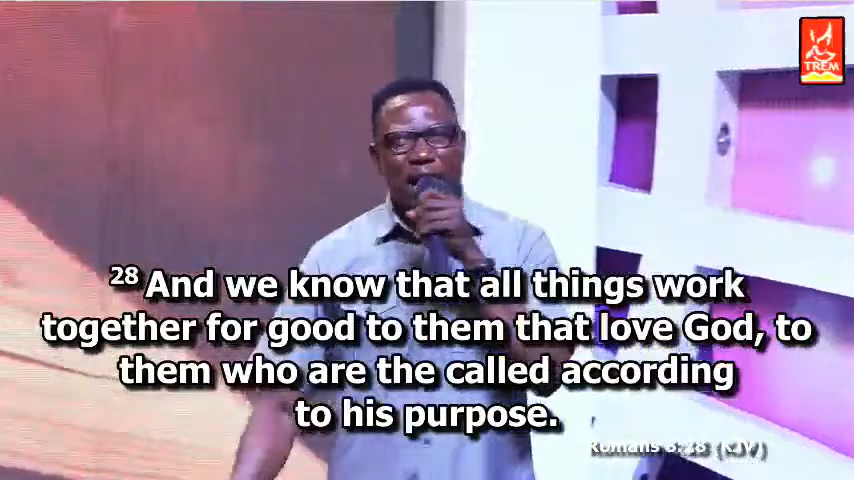 TREM
28 And we know that all things work
together for good to them that love God, to
them who are the called according
to his purpose.
Romans 8:28 (KJV)